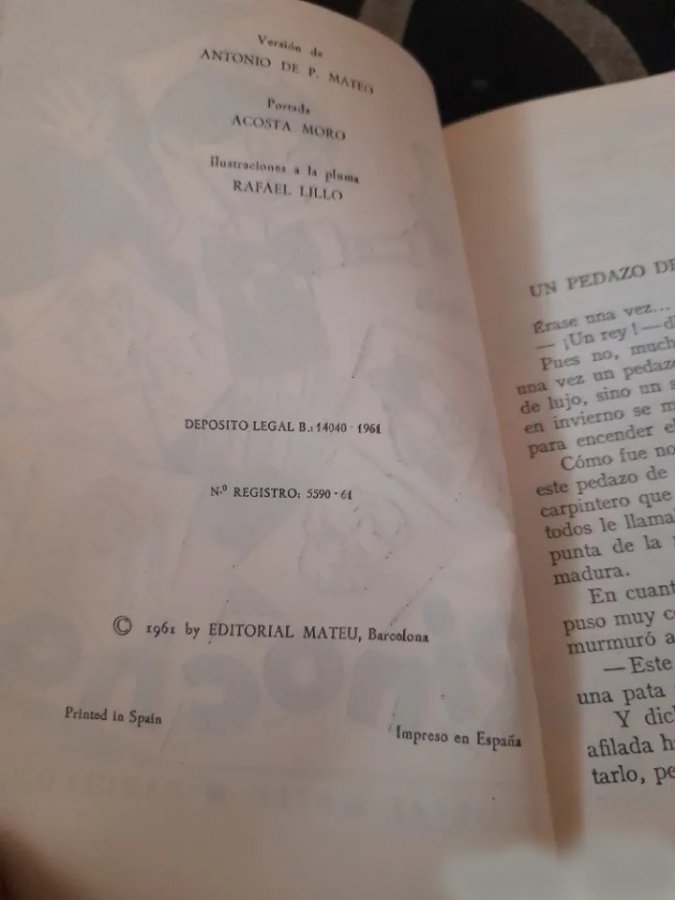 Versión de
ANTONIO DE P. MATEO
Portada
ACOSTA MORO
Ilustraciones a la pluma
RAFAEL LILLO
DEPOSITO LEGAL B.: 14040 - 1961
N.º REGISTRO: 5590 - 61
© 1961 by EDITORIAL MATEU, Barcelona
Printed in Spain
Impreso en España
UN PEDAZO DE
Érase una vez...
— ¡Un rey! — d
Pues no, much
una vez un pedazo
de lujo, sino un s
en invierno se m
para encender el
Cómo fue no
este pedazo de
carpintero que
todos le llama
punta de la
madura.
En cuant
puso muy co
murmuró a
— Este
una pata
Y dic
afilada h
tarlo, pe